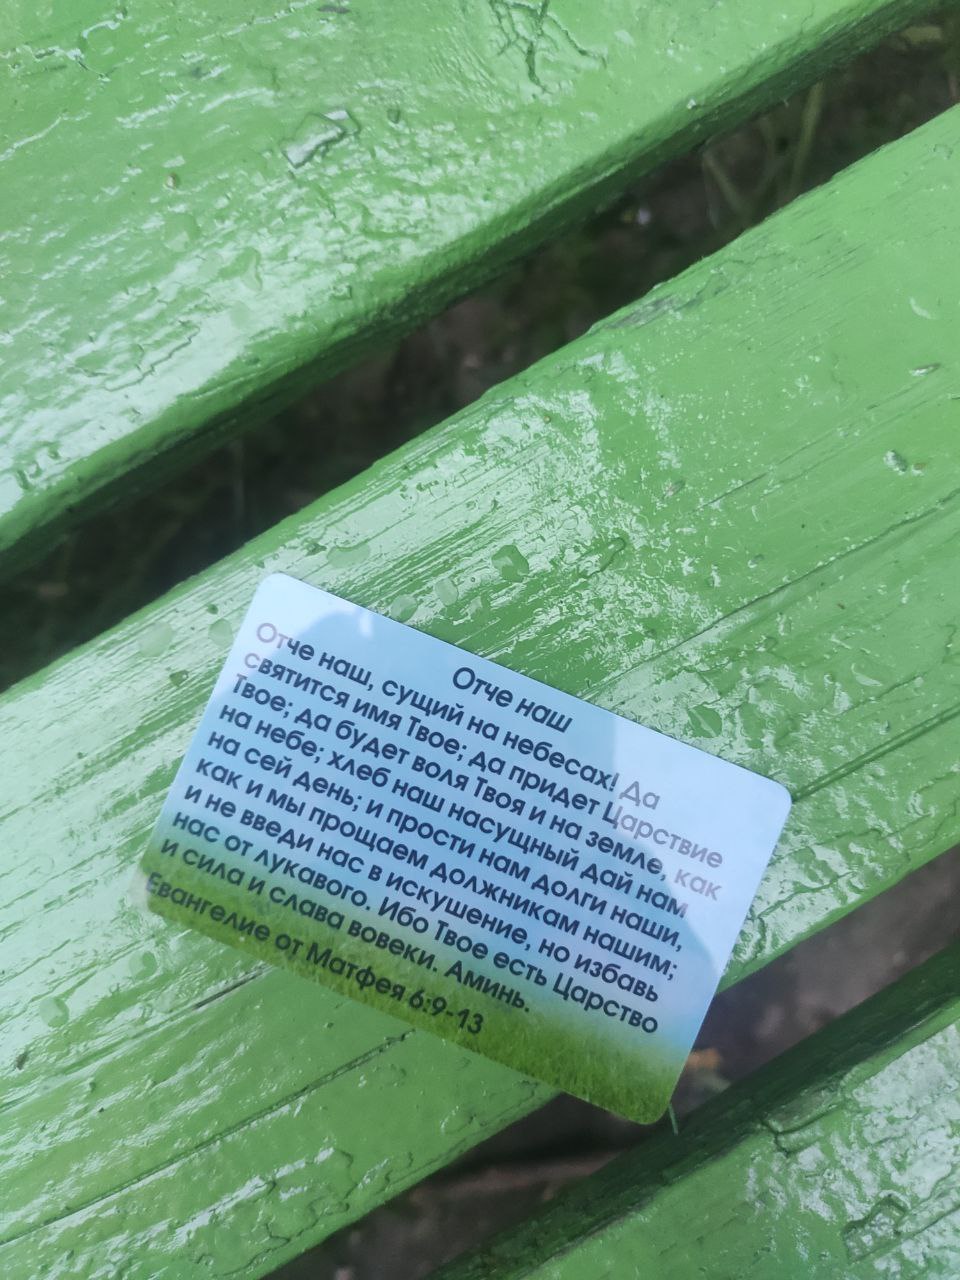 Отче наш
Отче наш, сущий на небесах! Да
святится имя Твое; да придет Царствие
Твое; да будет воля Твоя и на земле, как
на небе; хлеб наш насущный дай нам
на сей день; и прости нам долги наши,
как и мы прощаем должникам нашим;
и не введи нас в искушение, но избавь
нас от лукавого. Ибо Твое есть Царство
и сила и слава вовеки. Аминь.
Евангелие от Матфея 6:9-13